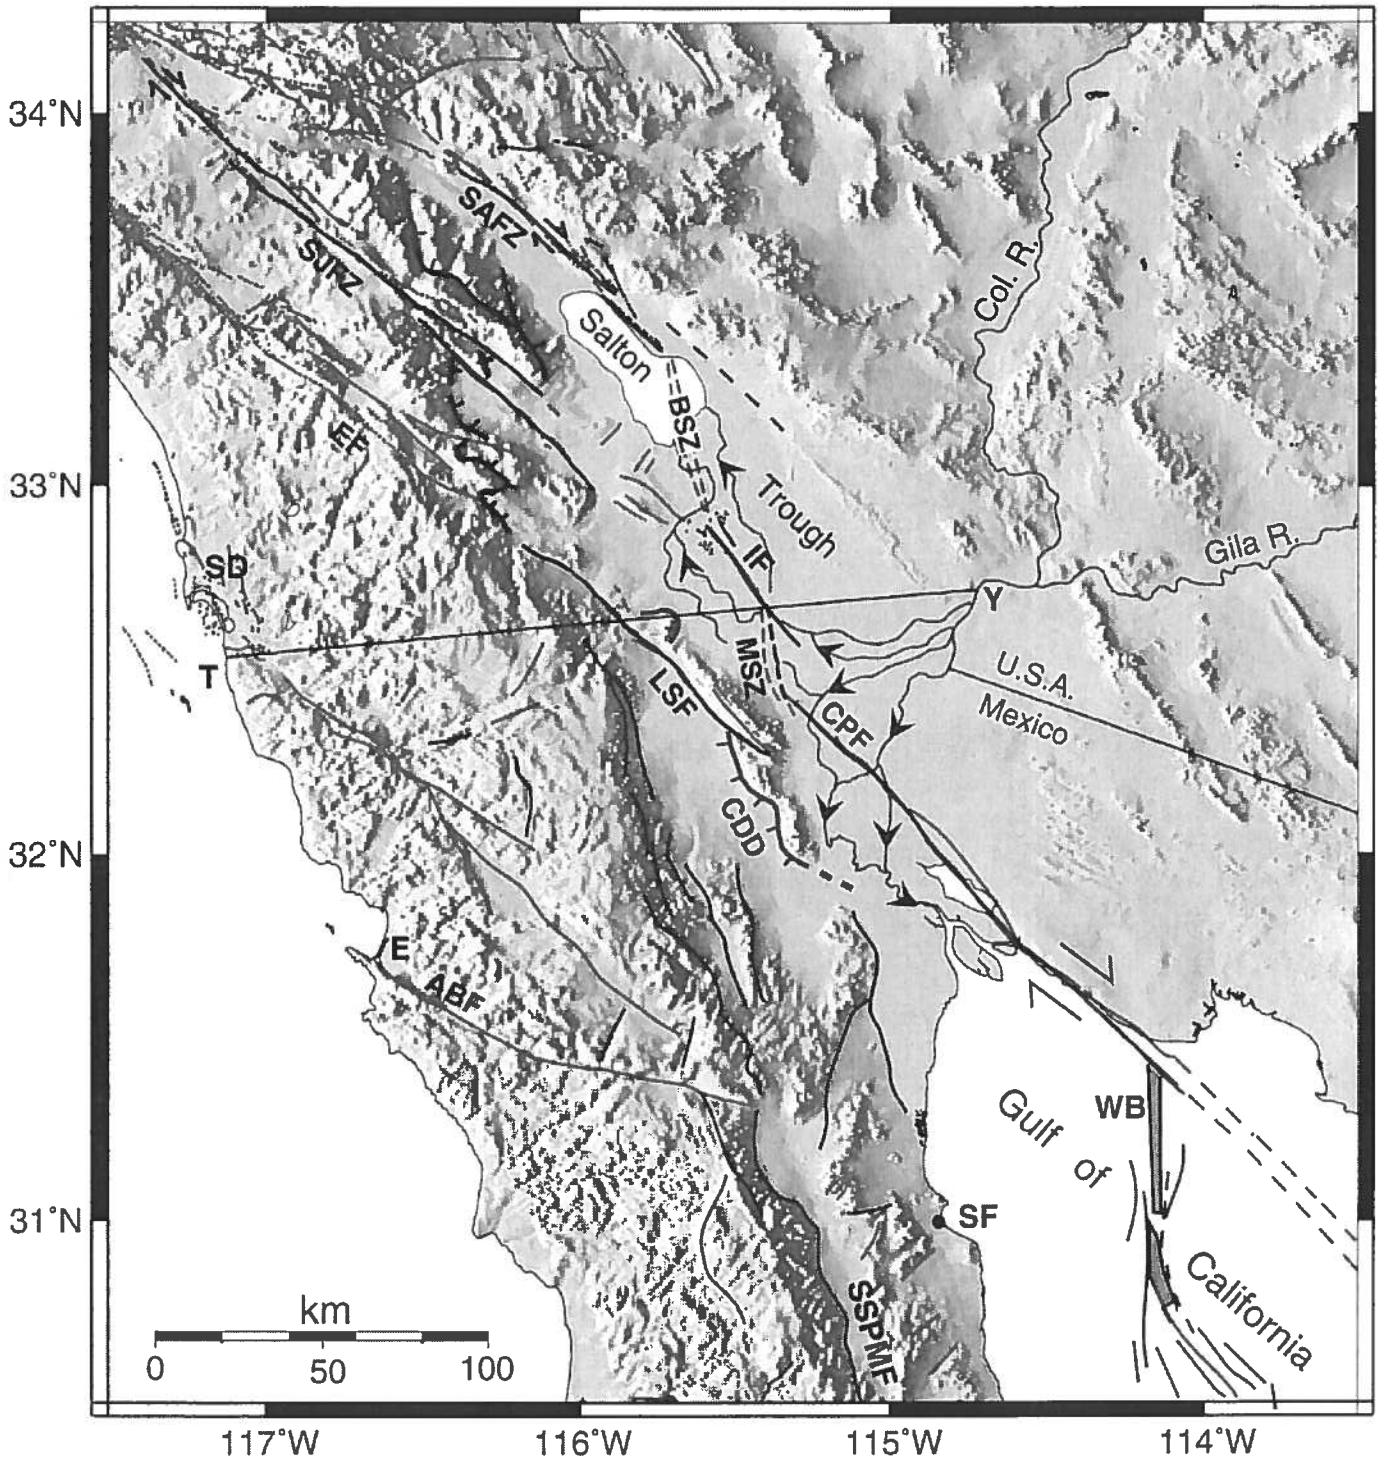 34°N
SAFZ
SJFZ
Col. R.
Salton
BSZ
EF
33°N
Trough
IF
Gila R.
SD
Y
MSZ
T
LSF
U.S.A.
Mexico
CPF
CDD
32°N
E
ABF
WB
Gulf of
31°N
SF
California
SSPMF
km
0 50 100
117°W 116°W 115°W 114°W